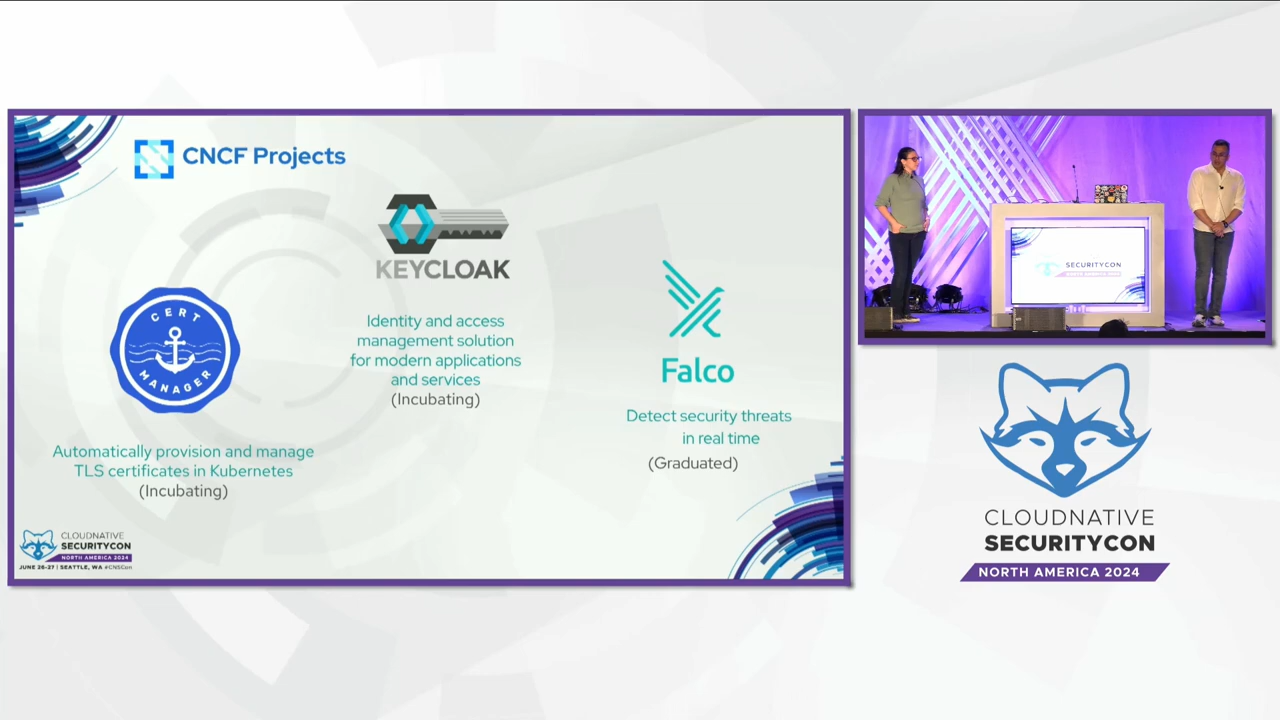 CNCF Projects
KEYCLOAK
Identity and access
management solution
for modern applications
and services
(Incubating)
CERT
MANAGER
Automatically provision and manage
TLS certificates in Kubernetes
(Incubating)
Falco
Detect security threats
in real time
(Graduated)
CLOUDNATIVE
SECURITYCON
NORTH AMERICA 2024
JUNE 26-27 | SEATTLE, WA #CNSCon
SECURITYCON
CLOUDNATIVE
SECURITYCON
NORTH AMERICA 2024